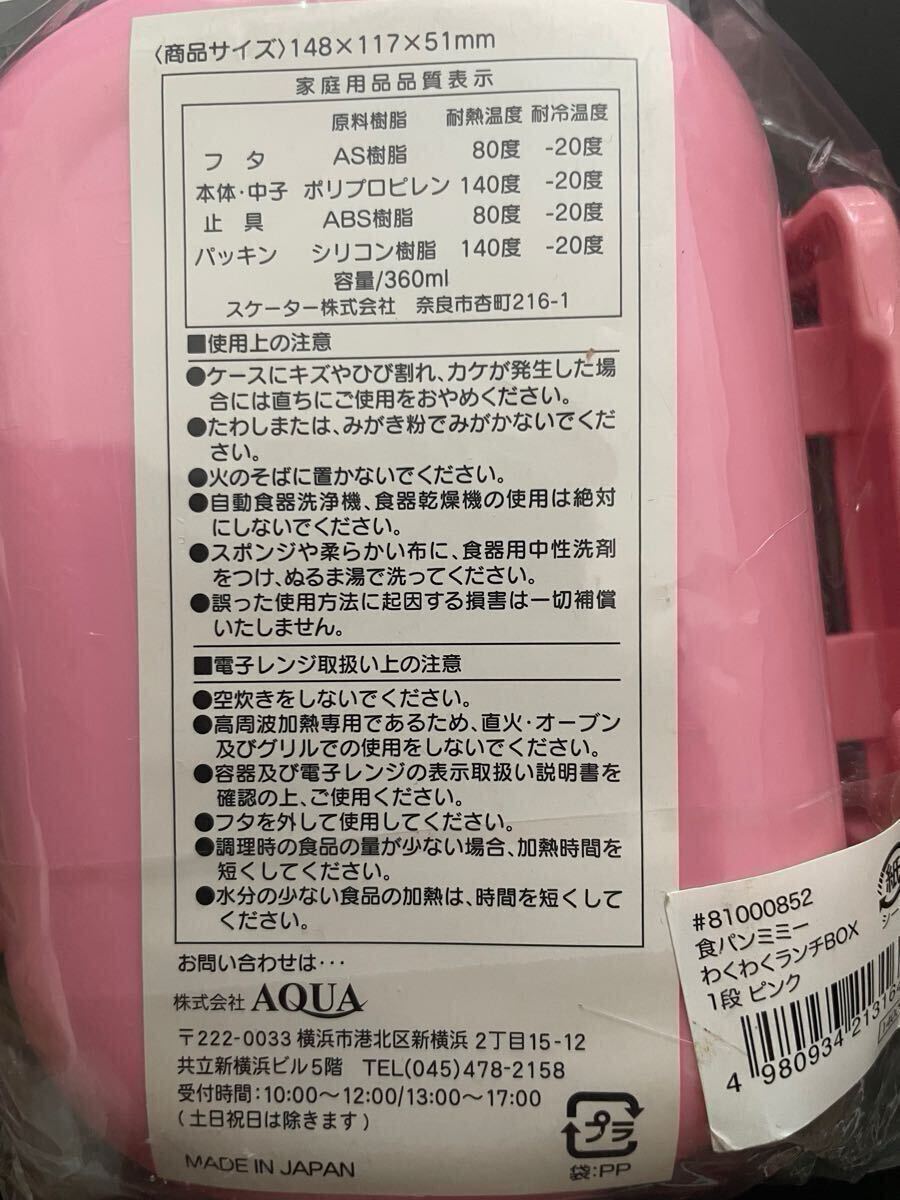 〈商品サイズ〉148×117×51mm
家庭用品品質表示
原料樹脂 耐熱温度 耐冷温度
フタ AS樹脂 80度 -20度
本体・中子 ポリプロピレン 140度 -20度
止具 ABS樹脂 80度 -20度
パッキン シリコン樹脂 140度 -20度
容量/360ml
スケーター株式会社 奈良市杏町216-1
■使用上の注意
●ケースにキズやひび割れ、カケが発生した場
合には直ちにご使用をおやめください。
●たわしまたは、みがき粉でみがかないでくだ
さい。
●火のそばに置かないでください。
●自動食器洗浄機、食器乾燥機の使用は絶対
にしないでください。
●スポンジや柔らかい布に、食器用中性洗剤
をつけ、ぬるま湯で洗ってください。
●誤った使用方法に起因する損害は一切補償
いたしません。
■電子レンジ取扱い上の注意
●空炊きをしないでください。
●高周波加熱専用であるため、直火・オーブン
及びグリルでの使用をしないでください。
●容器及び電子レンジの表示取扱い説明書を
確認の上、ご使用ください。
●フタを外して使用してください。
●調理時の食品の量が少ない場合、加熱時間を
短くしてください。
●水分の少ない食品の加熱は、時間を短くして
ください。
お問い合わせは・・・
株式会社 AQUA
〒222-0033 横浜市港北区新横浜 2丁目15-12
共立新横浜ビル5階 TEL(045)478-2158
受付時間：10:00〜12:00/13:00〜17:00
(土日祝日は除きます)
MADE IN JAPAN
プラ
袋:PP
#81000852
食パンミミー
わくわくランチBOX
1段 ピンク
紙
シー
4 980934 21316